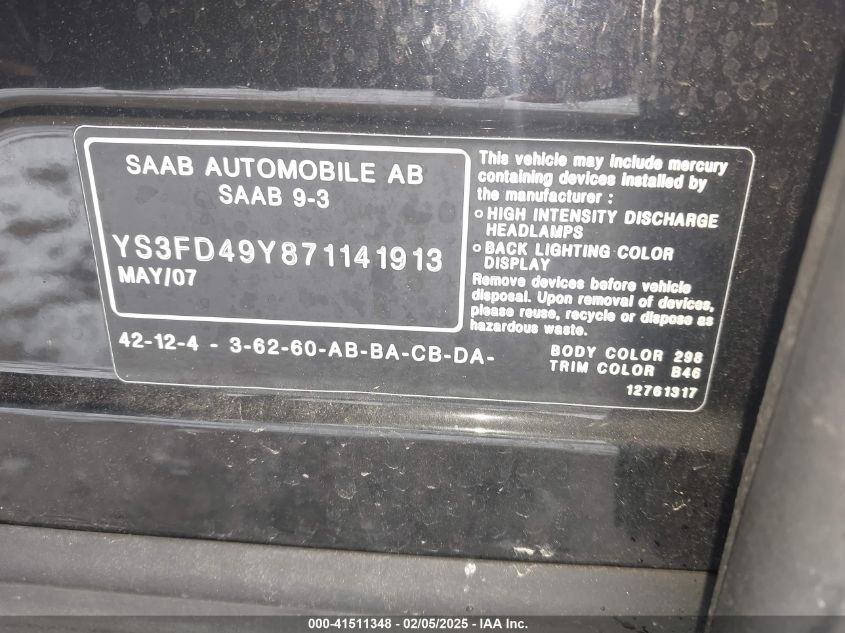 SAAB AUTOMOBILE AB
SAAB 9-3
YS3FD49Y871141913
MAY/07
42-12-4 - 3-62-60-AB-BA-CB-DA-
This vehicle may include mercury
containing devices installed by
the manufacturer :
o HIGH INTENSITY DISCHARGE
HEADLAMPS
o BACK LIGHTING COLOR
DISPLAY
Remove devices before vehicle
disposal. Upon removal of devices,
please reuse, recycle or dispose as
hazardous waste.
BODY COLOR 298
TRIM COLOR B46
12761317
000-41511348 - 02/05/2025 - IAA Inc.